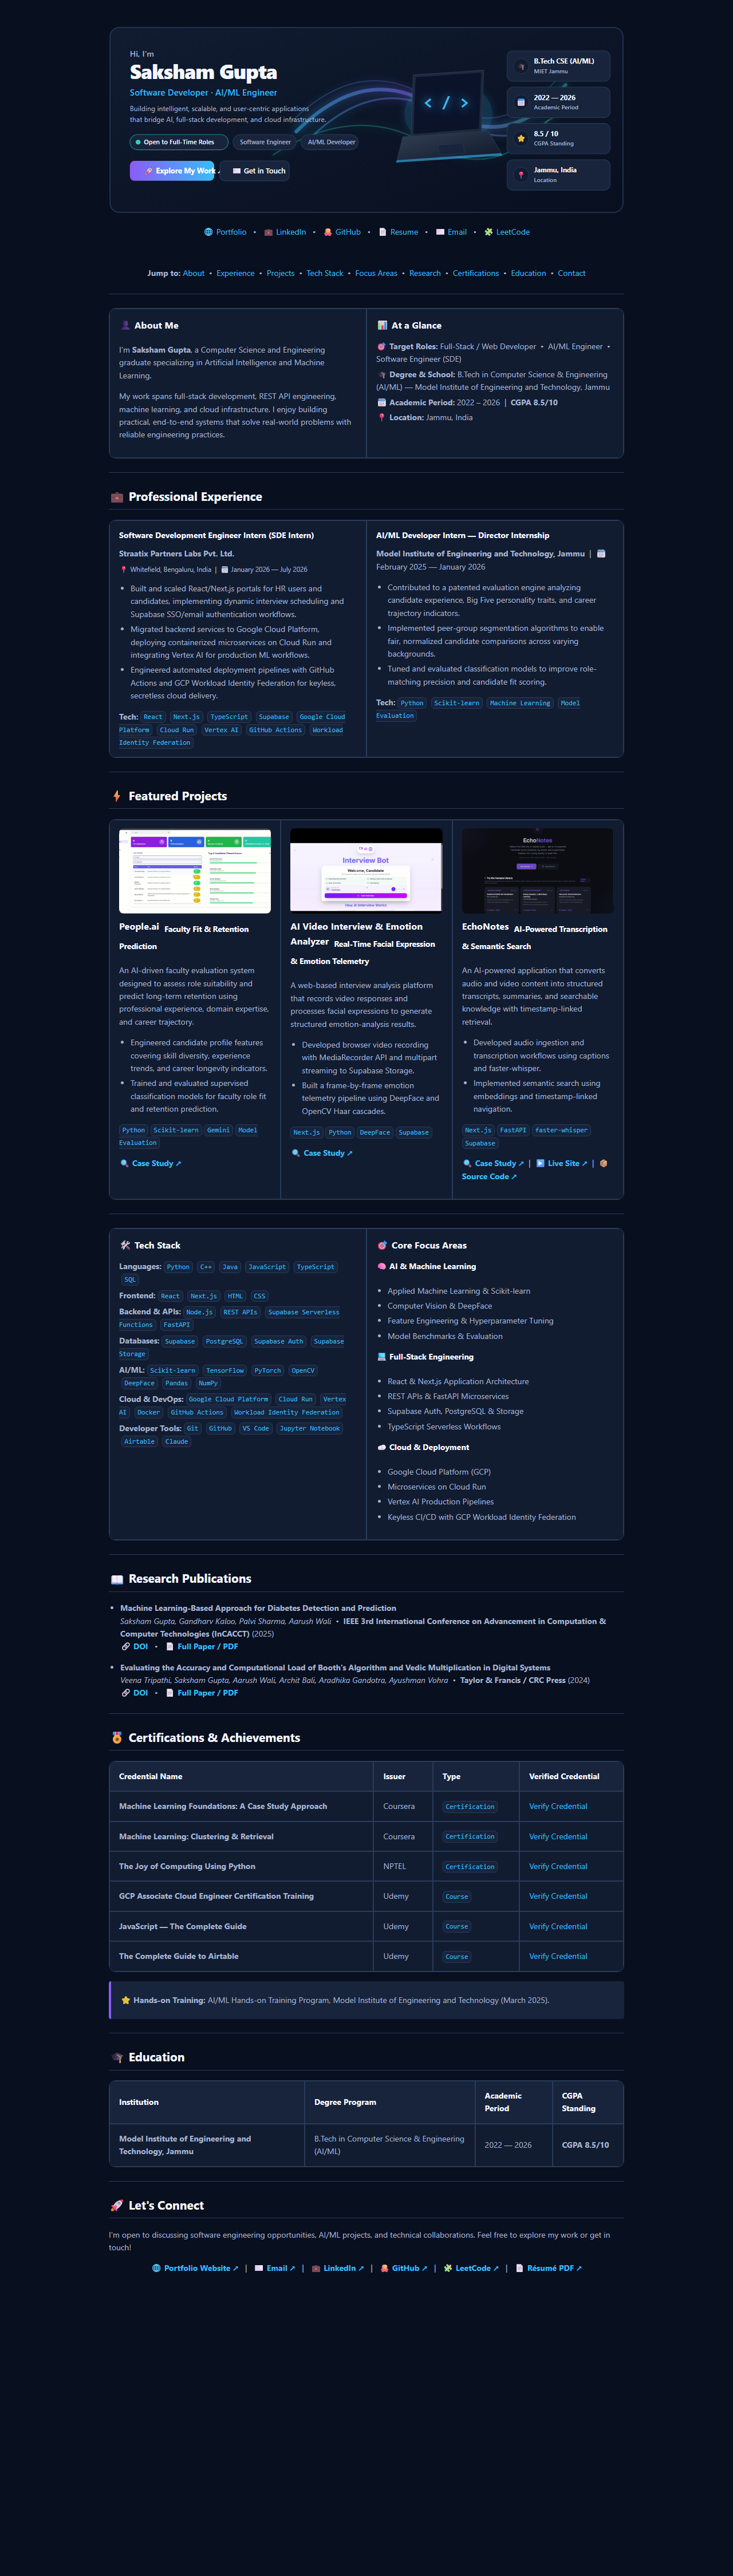 Hi, I'm
Saksham Gupta
Software Developer · AI/ML Engineer
Building intelligent, scalable, and user-centric applications
that bridge AI, full-stack development, and cloud infrastructure.
Open to Full-Time Roles
Software Engineer
AI/ML Developer
Explore My Work
Get in Touch
B.Tech CSE (AI/ML)
MIET Jammu
2022 — 2026
Academic Period
8.5 / 10
CGPA Standing
Jammu, India
Location
</>
Portfolio • LinkedIn • GitHub • Resume • Email • LeetCode
Jump to: About • Experience • Projects • Tech Stack • Focus Areas • Research • Certifications • Education • Contact
About Me
I'm Saksham Gupta, a Computer Science and Engineering
graduate specializing in Artificial Intelligence and Machine
Learning.
My work spans full-stack development, REST API engineering,
machine learning, and cloud infrastructure. I enjoy building
practical, end-to-end systems that solve real-world problems with
reliable engineering practices.
At a Glance
Target Roles: Full-Stack / Web Developer • AI/ML Engineer •
Software Engineer (SDE)
Degree & School: B.Tech in Computer Science & Engineering
(AI/ML) — Model Institute of Engineering and Technology, Jammu
Academic Period: 2022 – 2026 | CGPA 8.5/10
Location: Jammu, India
Professional Experience
Software Development Engineer Intern (SDE Intern)
Straatix Partners Labs Pvt. Ltd.
Whitefield, Bengaluru, India | January 2026 — July 2026
• Built and scaled React/Next.js portals for HR users and
candidates, implementing dynamic interview scheduling and
Supabase SSO/email authentication workflows.
• Migrated backend services to Google Cloud Platform,
deploying containerized microservices on Cloud Run and
integrating Vertex AI for production ML workflows.
• Engineered automated deployment pipelines with GitHub
Actions and GCP Workload Identity Federation for keyless,
secretless cloud delivery.
Tech: React Next.js TypeScript Supabase Google Cloud
Platform Cloud Run Vertex AI GitHub Actions Workload
Identity Federation
AI/ML Developer Intern — Director Internship
Model Institute of Engineering and Technology, Jammu |
February 2025 — January 2026
• Contributed to a patented evaluation engine analyzing
candidate experience, Big Five personality traits, and career
trajectory indicators.
• Implemented peer-group segmentation algorithms to enable
fair, normalized candidate comparisons across varying
backgrounds.
• Tuned and evaluated classification models to improve role-
matching precision and candidate fit scoring.
Tech: Python Scikit-learn Machine Learning Model
Evaluation
Featured Projects
People.ai Faculty Fit & Retention
Prediction
An AI-driven faculty evaluation system
designed to assess role suitability and
predict long-term retention using
professional experience, domain expertise,
and career trajectory.
• Engineered candidate profile features
covering skill diversity, experience
trends, and career longevity indicators.
• Trained and evaluated supervised
classification models for faculty role fit
and retention prediction.
Python Scikit-learn Gemini Model
Evaluation
Case Study ↗
Interview Bot
Welcome, Candidate
AI Video Interview & Emotion
Analyzer Real-Time Facial Expression
& Emotion Telemetry
A web-based interview analysis platform
that records video responses and
processes facial expressions to generate
structured emotion-analysis results.
• Developed browser video recording
with MediaRecorder API and multipart
streaming to Supabase Storage.
• Built a frame-by-frame emotion
telemetry pipeline using DeepFace and
OpenCV Haar cascades.
Next.js Python DeepFace Supabase
Case Study ↗
EchoNotes
EchoNotes AI-Powered Transcription
& Semantic Search
An AI-powered application that converts
audio and video content into structured
transcripts, summaries, and searchable
knowledge with timestamp-linked
retrieval.
• Developed audio ingestion and
transcription workflows using captions
and faster-whisper.
• Implemented semantic search using
embeddings and timestamp-linked
navigation.
Next.js FastAPI faster-whisper
Supabase
Case Study ↗ | Live Site ↗ |
Source Code ↗
Tech Stack
Languages: Python C++ Java JavaScript TypeScript
SQL
Frontend: React Next.js HTML CSS
Backend & APIs: Node.js REST APIs Supabase Serverless
Functions FastAPI
Databases: Supabase PostgreSQL Supabase Auth Supabase
Storage
AI/ML: Scikit-learn TensorFlow PyTorch OpenCV
DeepFace Pandas NumPy
Cloud & DevOps: Google Cloud Platform Cloud Run Vertex
AI Docker GitHub Actions Workload Identity Federation
Developer Tools: Git GitHub VS Code Jupyter Notebook
Airtable Claude
Core Focus Areas
AI & Machine Learning
• Applied Machine Learning & Scikit-learn
• Computer Vision & DeepFace
• Feature Engineering & Hyperparameter Tuning
• Model Benchmarks & Evaluation
Full-Stack Engineering
• React & Next.js Application Architecture
• REST APIs & FastAPI Microservices
• Supabase Auth, PostgreSQL & Storage
• TypeScript Serverless Workflows
Cloud & Deployment
• Google Cloud Platform (GCP)
• Microservices on Cloud Run
• Vertex AI Production Pipelines
• Keyless CI/CD with GCP Workload Identity Federation
Research Publications
• Machine Learning-Based Approach for Diabetes Detection and Prediction
Saksham Gupta, Gandharv Kaloo, Palvi Sharma, Aarush Wali • IEEE 3rd International Conference on Advancement in Computation &
Computer Technologies (InCACCT) (2025)
DOI • Full Paper / PDF
• Evaluating the Accuracy and Computational Load of Booth's Algorithm and Vedic Multiplication in Digital Systems
Veena Tripathi, Saksham Gupta, Aarush Wali, Archit Bali, Aradhika Gandotra, Ayushman Vohra • Taylor & Francis / CRC Press (2024)
DOI • Full Paper / PDF
Certifications & Achievements
Credential Name Issuer Type Verified Credential
Machine Learning Foundations: A Case Study Approach Coursera Certification Verify Credential
Machine Learning: Clustering & Retrieval Coursera Certification Verify Credential
The Joy of Computing Using Python NPTEL Certification Verify Credential
GCP Associate Cloud Engineer Certification Training Udemy Course Verify Credential
JavaScript — The Complete Guide Udemy Course Verify Credential
The Complete Guide to Airtable Udemy Course Verify Credential
Hands-on Training: AI/ML Hands-on Training Program, Model Institute of Engineering and Technology (March 2025).
Education
Institution Degree Program Academic Period CGPA Standing
Model Institute of Engineering and Technology, Jammu B.Tech in Computer Science & Engineering (AI/ML) 2022 — 2026 CGPA 8.5/10
Let's Connect
I'm open to discussing software engineering opportunities, AI/ML projects, and technical collaborations. Feel free to explore my work or get in
touch!
Portfolio Website ↗ | Email ↗ | LinkedIn ↗ | GitHub ↗ | LeetCode ↗ | Résumé PDF ↗